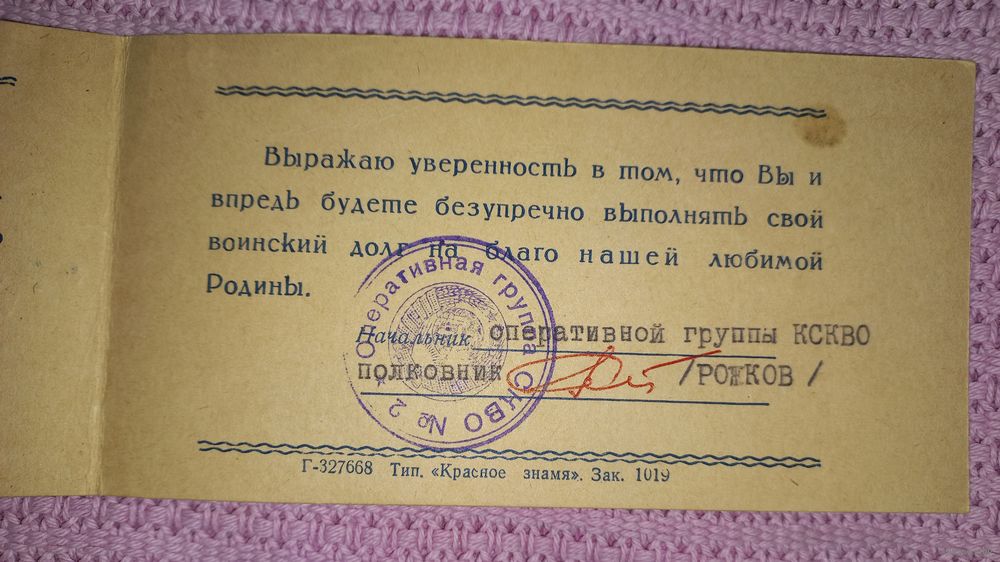 Выражаю уверенность в том, что Вы и
впредь будете безупречно выполнять свой
воинский долг на благо нашей любимой
Родины.
Начальник оперативной группы КСКВО
полковник /РОЖКОВ /
Оперативная группа СКВО № 2
Г-327668 Тип. «Красное знамя». Зак. 1019